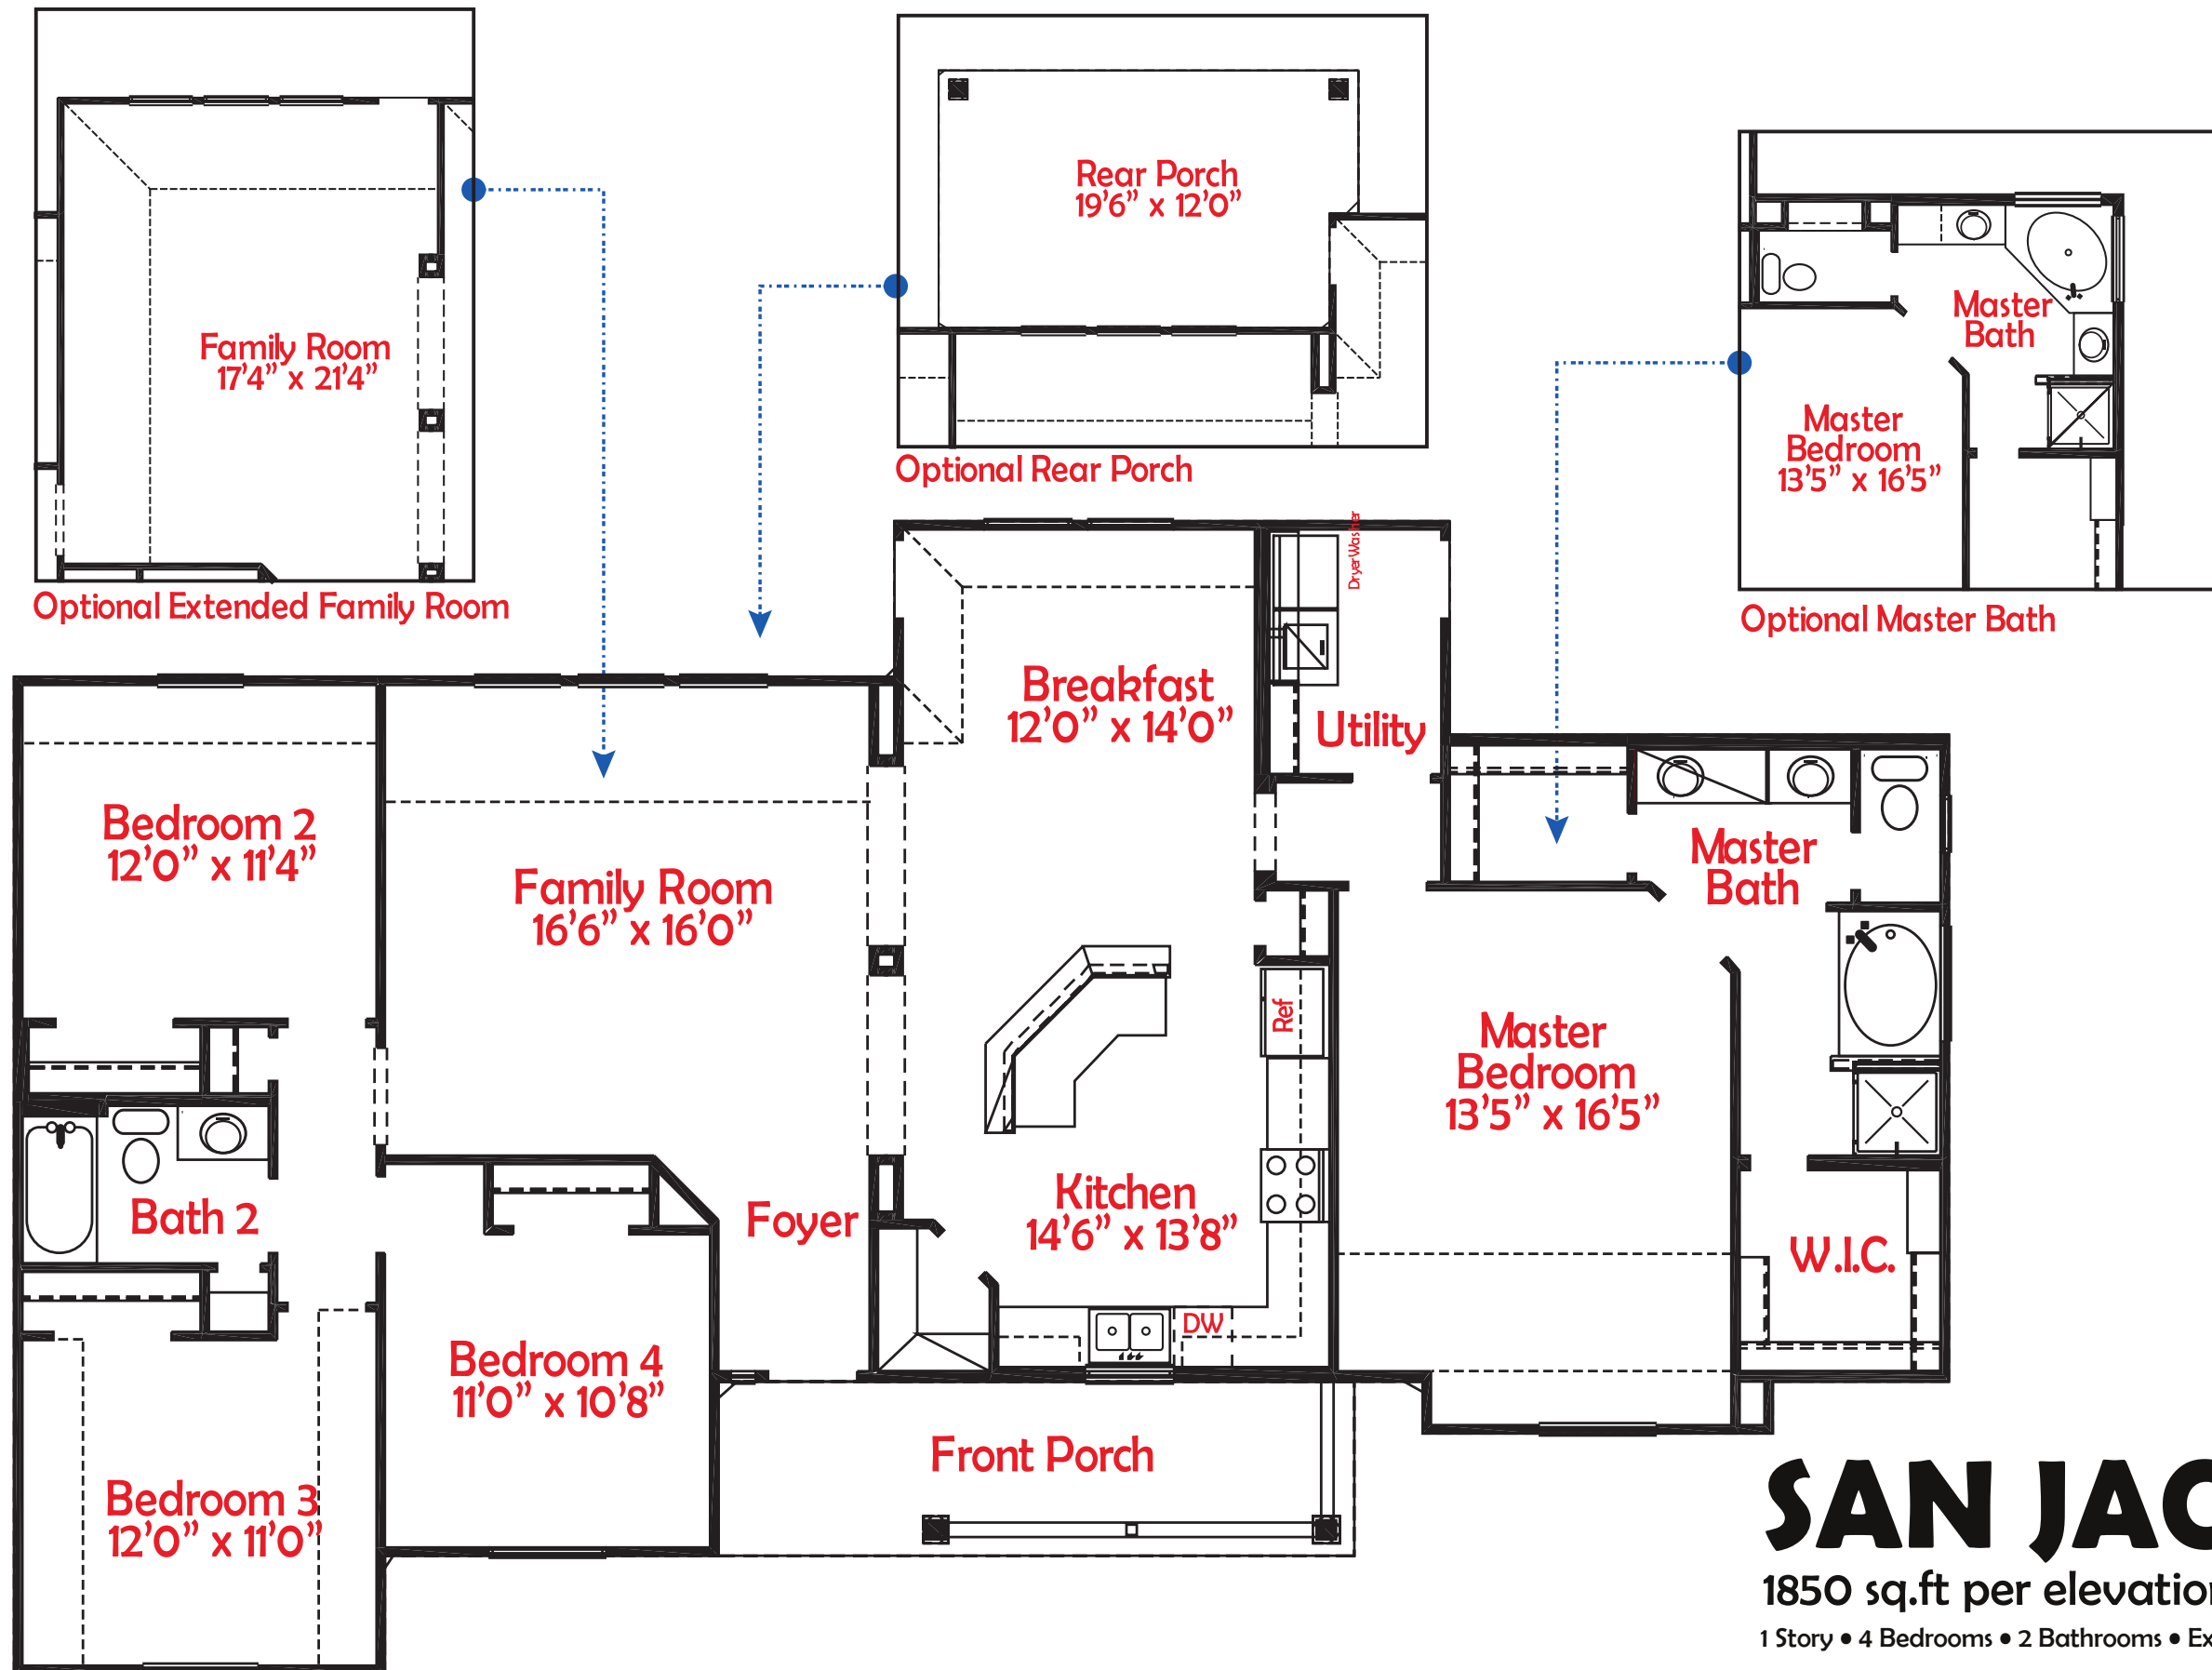 Family Room
17'4” x 21'4”
Optional Extended Family Room
Rear Porch
19'6” x 12'0”
Optional Rear Porch
Master
Bath
Master
Bedroom
13'5” x 16'5”
Optional Master Bath
DryerWasher
Breakfast
12'0” x 14'0”
Utility
Bedroom 2
12'0” x 11'4”
Family Room
16'6” x 16'0”
Master
Bath
Ref
Master
Bedroom
13'5” x 16'5”
Bath 2
Foyer
Kitchen
14'6” x 13'8”
W.I.C.
DW
Bedroom 4
11'0” x 10'8”
Front Porch
Bedroom 3
12'0” x 11'0”
SAN JAC
1850 sq.ft per elevation
1 Story • 4 Bedrooms • 2 Bathrooms • Ex